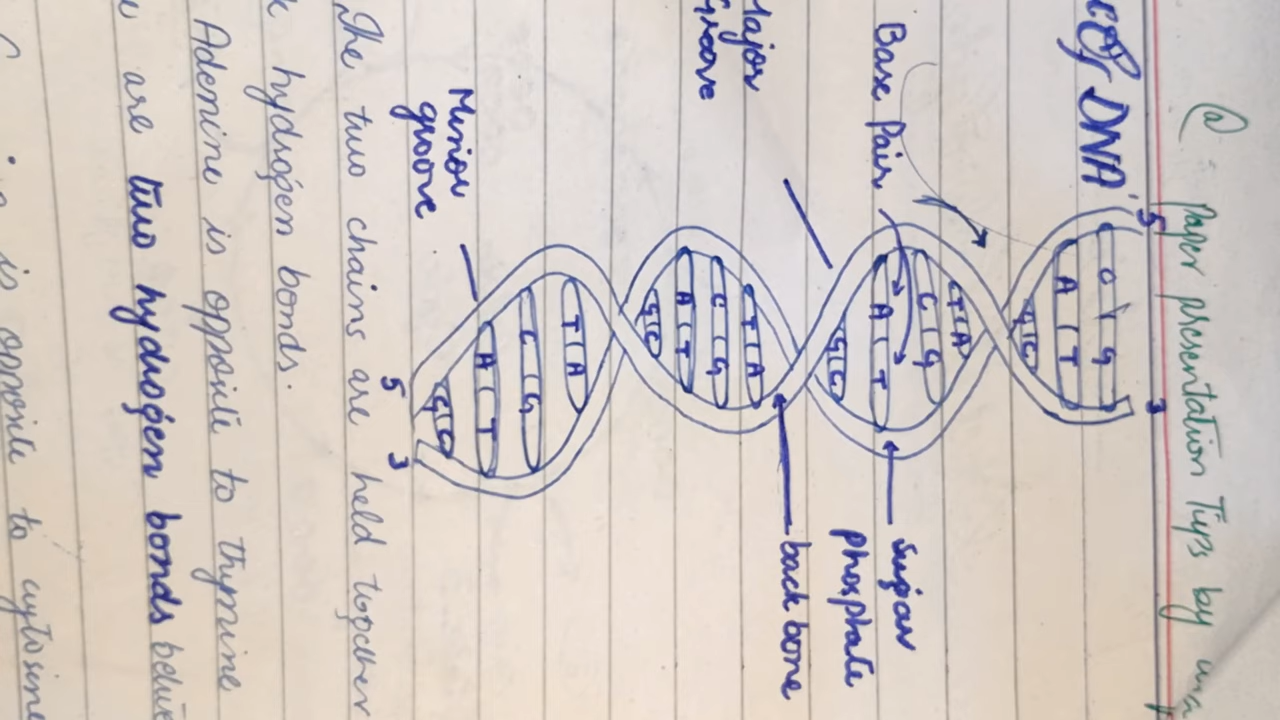 @ Paper presentation Tips by
DNA
5 3
C G
A T
G C
T A
C G
A T
G C
Base Pair
Sugar
phosphate
Major
Groove
back bone
T A
C G
A T
G C
T A
C G
A T
G C
Minor
groove
5 3
The two chains are held together
hydrogen bonds.
Adenine is opposite to thymine
are two hydrogen bonds
is opposite to cytosine